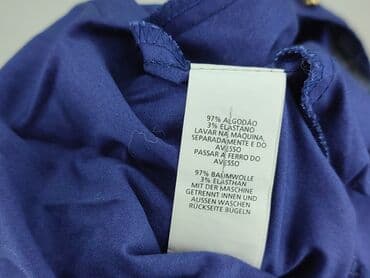 97% ALGODÃO
3% ELASTANO
LAVAR NA MÁQUINA,
SEPARADAMENTE E DO
AVESSO
PASSAR A FERRO DO
AVESSO
97% BAUMWOLLE
3% ELASTHAN
MIT DER MASCHINE
GETRENNT INNEN UND
AUSSEN WASCHEN
RÜCKSEITE BÜGELN